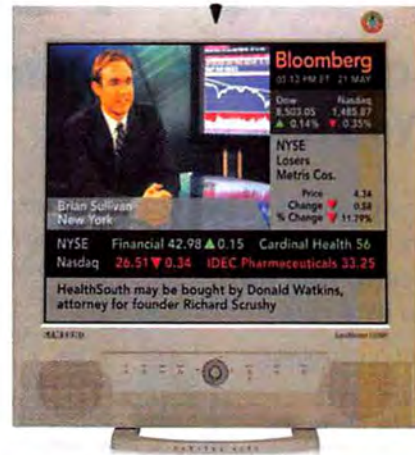 Bloomberg
05:13 PM ET 21 MAY
Dow Nasdaq
8,503.05 1,485.87
▲ 0.14% ▼ 0.35%
NYSE
Losers
Metris Cos.
Price 4.34
Change ▼ 0.58
% Change ▼ 11.79%
Brian Sullivan
New York
NYSE Financial 42.98 ▲ 0.15 Cardinal Health 56
Nasdaq 26.51 ▼ 0.34 IDEC Pharmaceuticals 33.25
HealthSouth may be bought by Donald Watkins,
attorney for founder Richard Scrushy